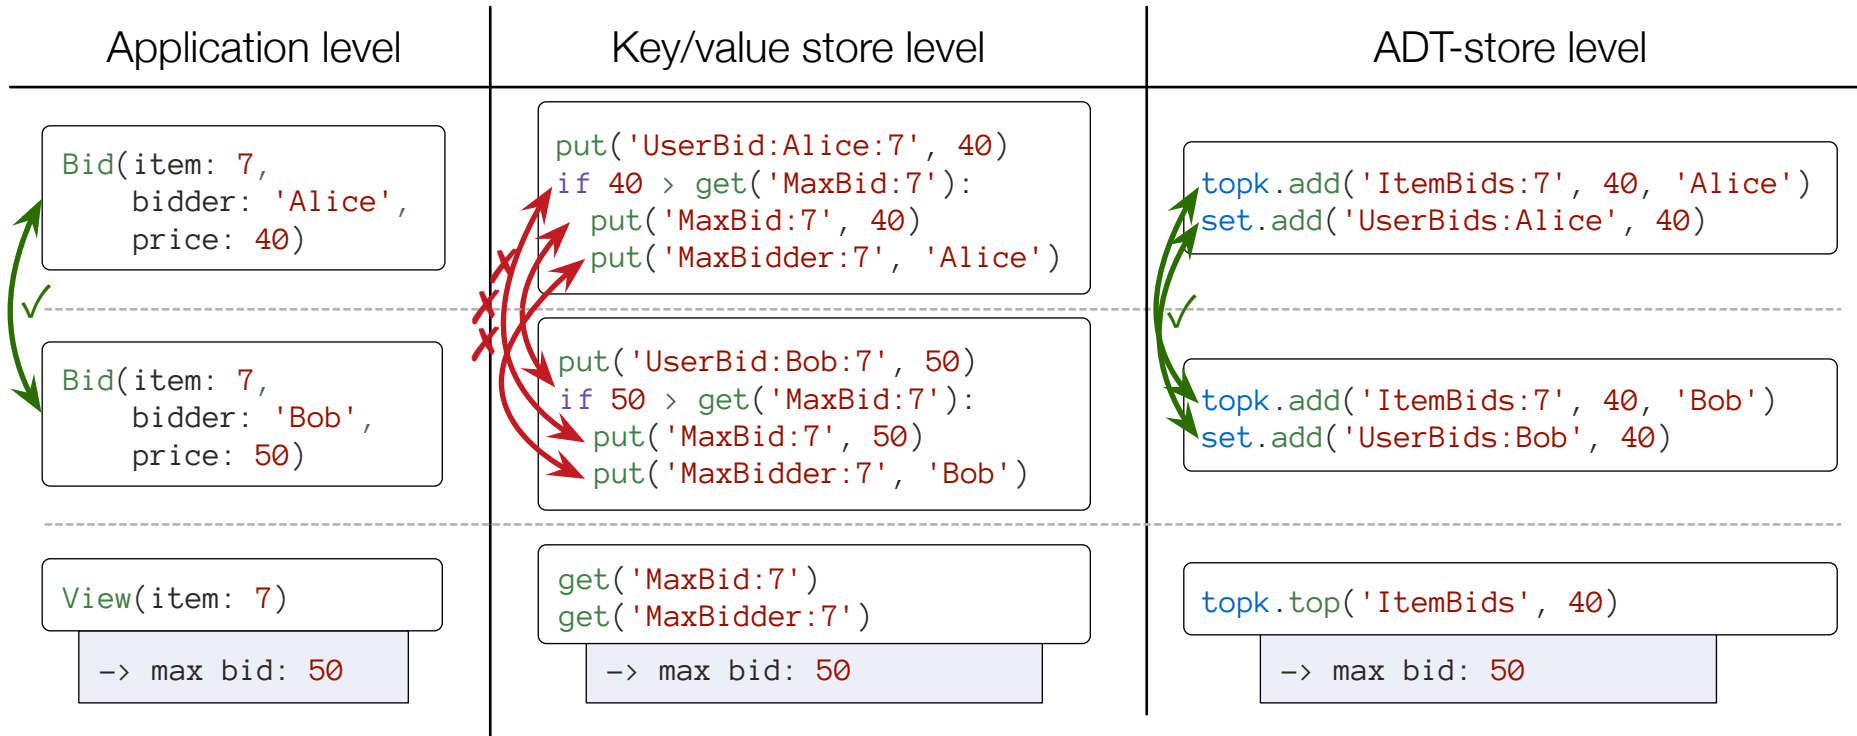 Application level
Key/value store level
ADT-store level
Bid(item: 7,
bidder: 'Alice',
price: 40)
put('UserBid:Alice:7', 40)
if 40 > get('MaxBid:7'):
put('MaxBid:7', 40)
put('MaxBidder:7', 'Alice')
topk.add('ItemBids:7', 40, 'Alice')
set.add('UserBids:Alice', 40)
Bid(item: 7,
bidder: 'Bob',
price: 50)
put('UserBid:Bob:7', 50)
if 50 > get('MaxBid:7'):
put('MaxBid:7', 50)
put('MaxBidder:7', 'Bob')
topk.add('ItemBids:7', 40, 'Bob')
set.add('UserBids:Bob', 40)
View(item: 7)
-> max bid: 50
get('MaxBid:7')
get('MaxBidder:7')
-> max bid: 50
topk.top('ItemBids', 40)
-> max bid: 50